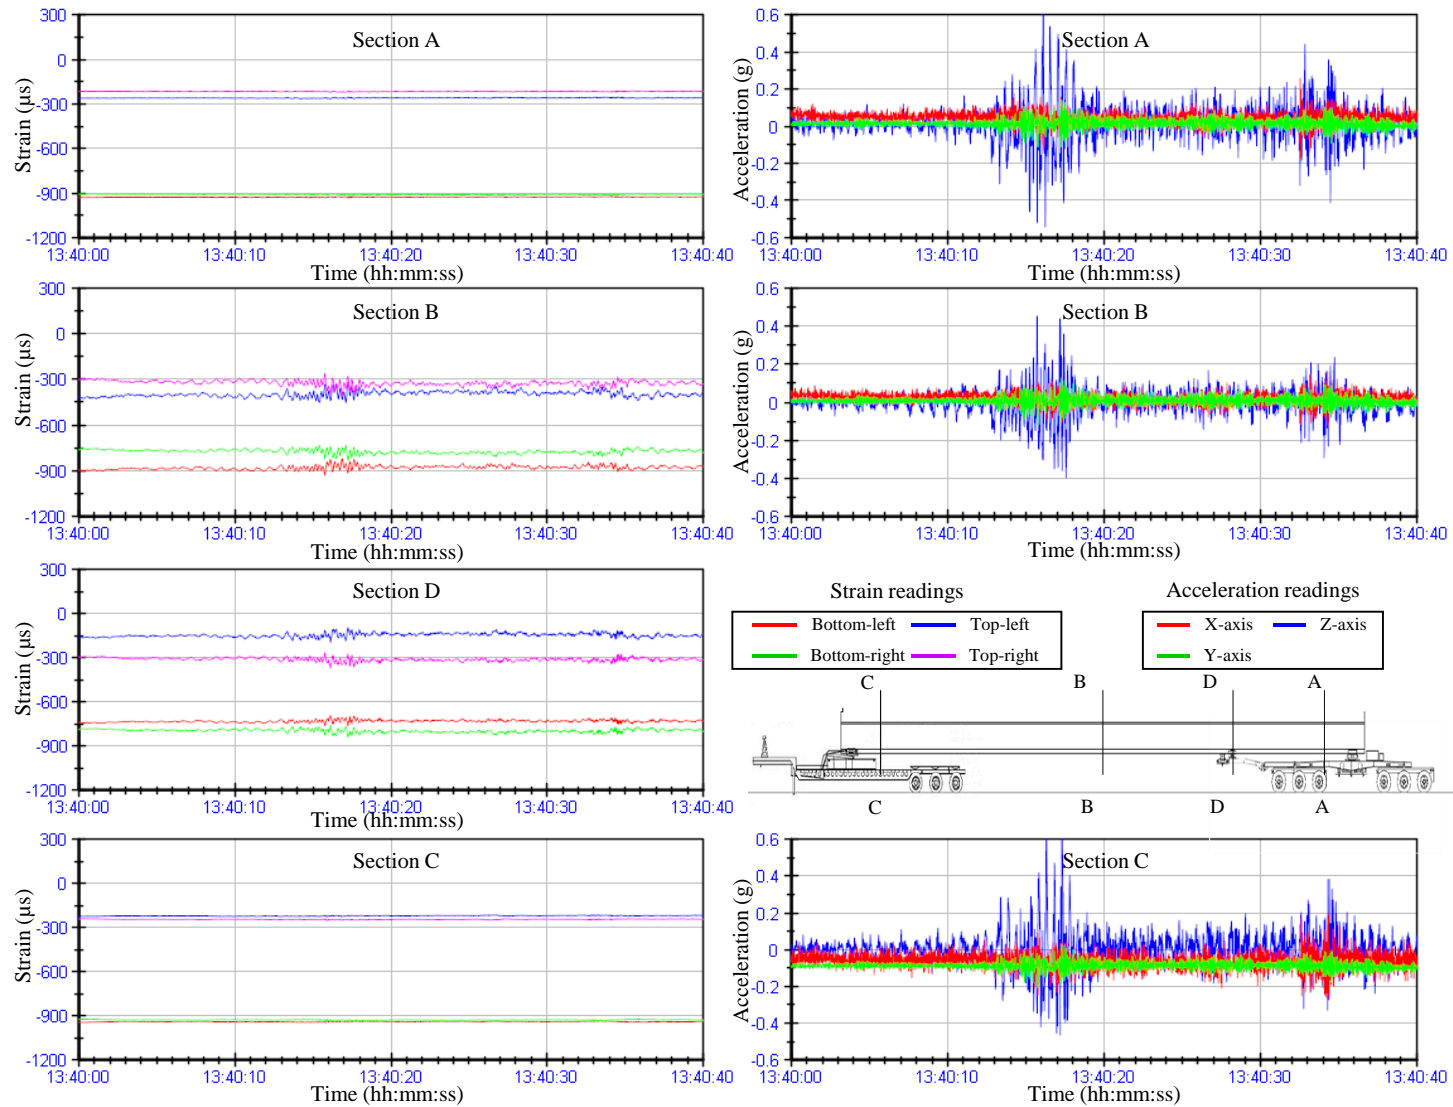 Section A
Strain (µs)
300
0
-300
-600
-900
-1200
13:40:00 13:40:10 13:40:20 13:40:30 13:40:40
Time (hh:mm:ss)
Section A
Acceleration (g)
0.6
0.4
0.2
0
-0.2
-0.4
-0.6
13:40:00 13:40:10 13:40:20 13:40:30 13:40:40
Time (hh:mm:ss)
Section B
Strain (µs)
300
0
-300
-600
-900
-1200
13:40:00 13:40:10 13:40:20 13:40:30 13:40:40
Time (hh:mm:ss)
Section B
Acceleration (g)
0.6
0.4
0.2
0
-0.2
-0.4
-0.6
13:40:00 13:40:10 13:40:20 13:40:30 13:40:40
Time (hh:mm:ss)
Section D
Strain (µs)
300
0
-300
-600
-900
-1200
13:40:00 13:40:10 13:40:20 13:40:30 13:40:40
Time (hh:mm:ss)
Strain readings
Bottom-left Top-left
Bottom-right Top-right
Acceleration readings
X-axis Z-axis
Y-axis
C B D A
C B D A
Section C
Strain (µs)
300
0
-300
-600
-900
-1200
13:40:00 13:40:10 13:40:20 13:40:30 13:40:40
Time (hh:mm:ss)
Section C
Acceleration (g)
0.6
0.4
0.2
0
-0.2
-0.4
-0.6
13:40:00 13:40:10 13:40:20 13:40:30 13:40:40
Time (hh:mm:ss)